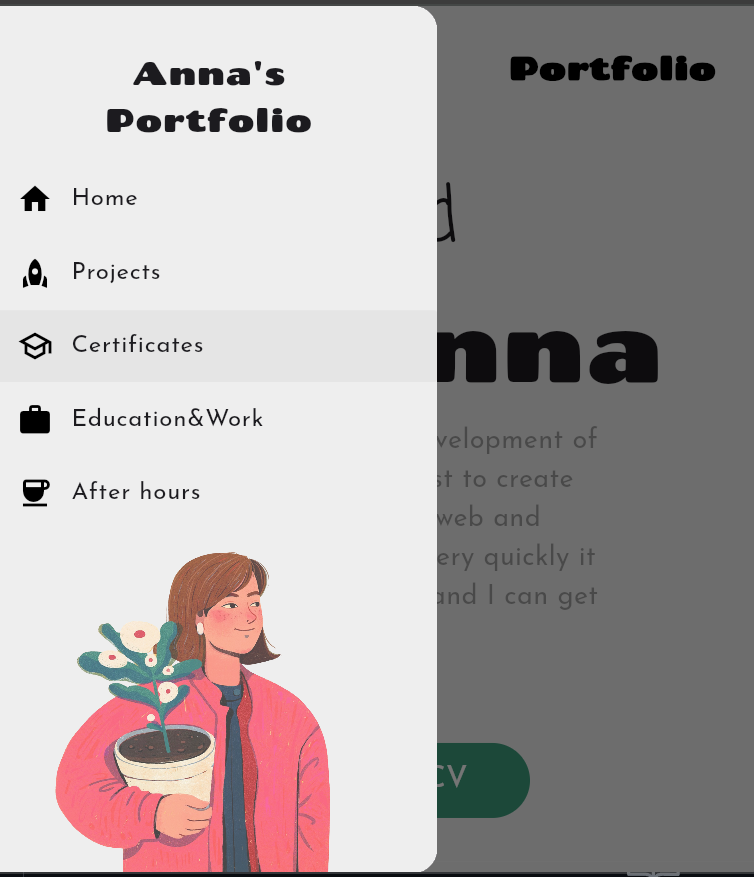 Anna's
Portfolio
Home
Projects
Certificates
Education&Work
After hours
Portfolio
d
nna
velopment of
st to create
web and
ery quickly it
and I can get
CV